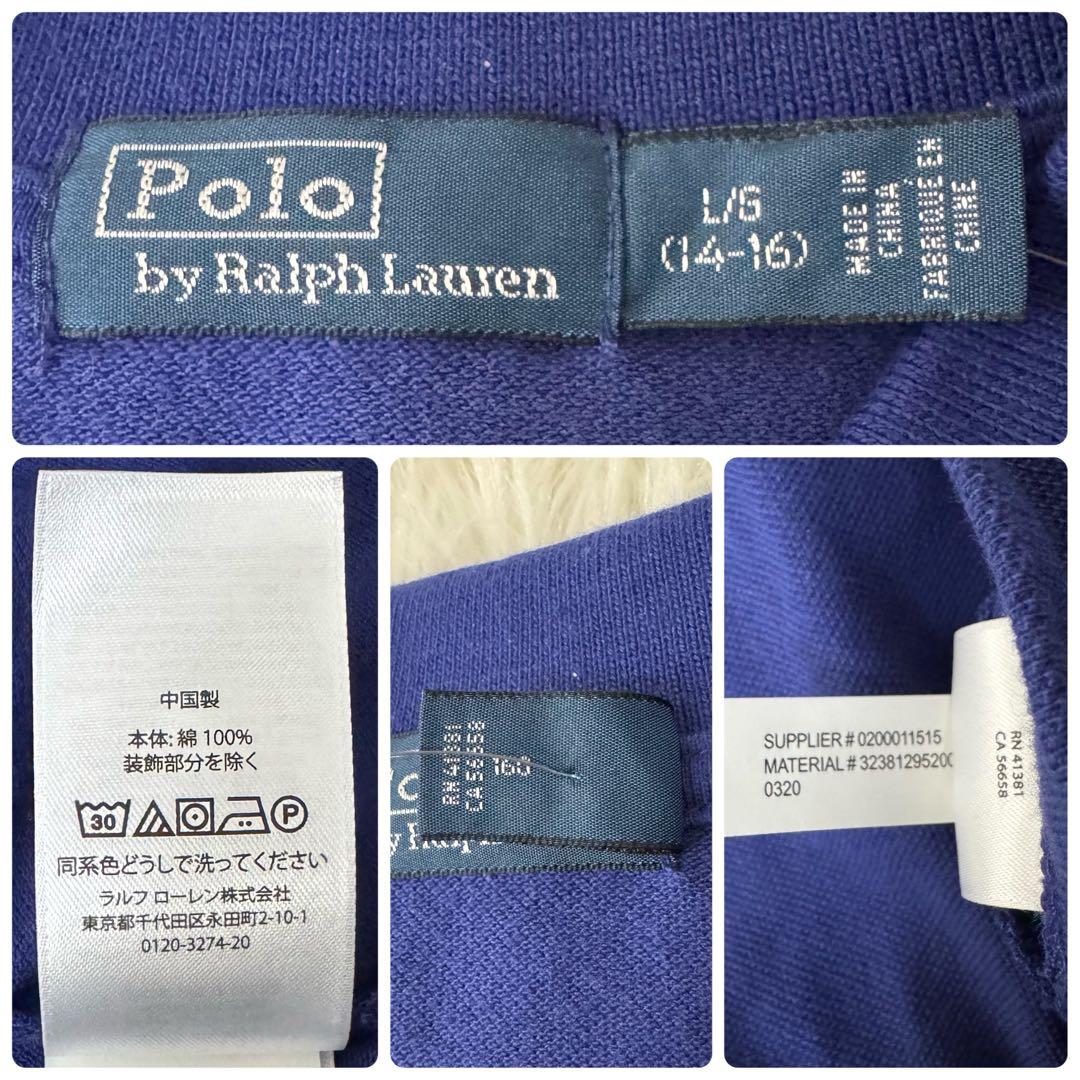 Polo
by Ralph Lauren
L/G
(14-16)
MADE IN
CHINA,
FABRIQUÉ EN
CHINE
中国製
本体: 綿 100%
装飾部分を除く
30
P
同系色どうしで洗ってください
ラルフ ローレン株式会社
東京都千代田区永田町2-10-1
0120-3274-20
RN 41381
CA 56658
160
by Ralph
SUPPLIER # 0200011515
MATERIAL # 32381295200
0320
RN 41381
CA 56658